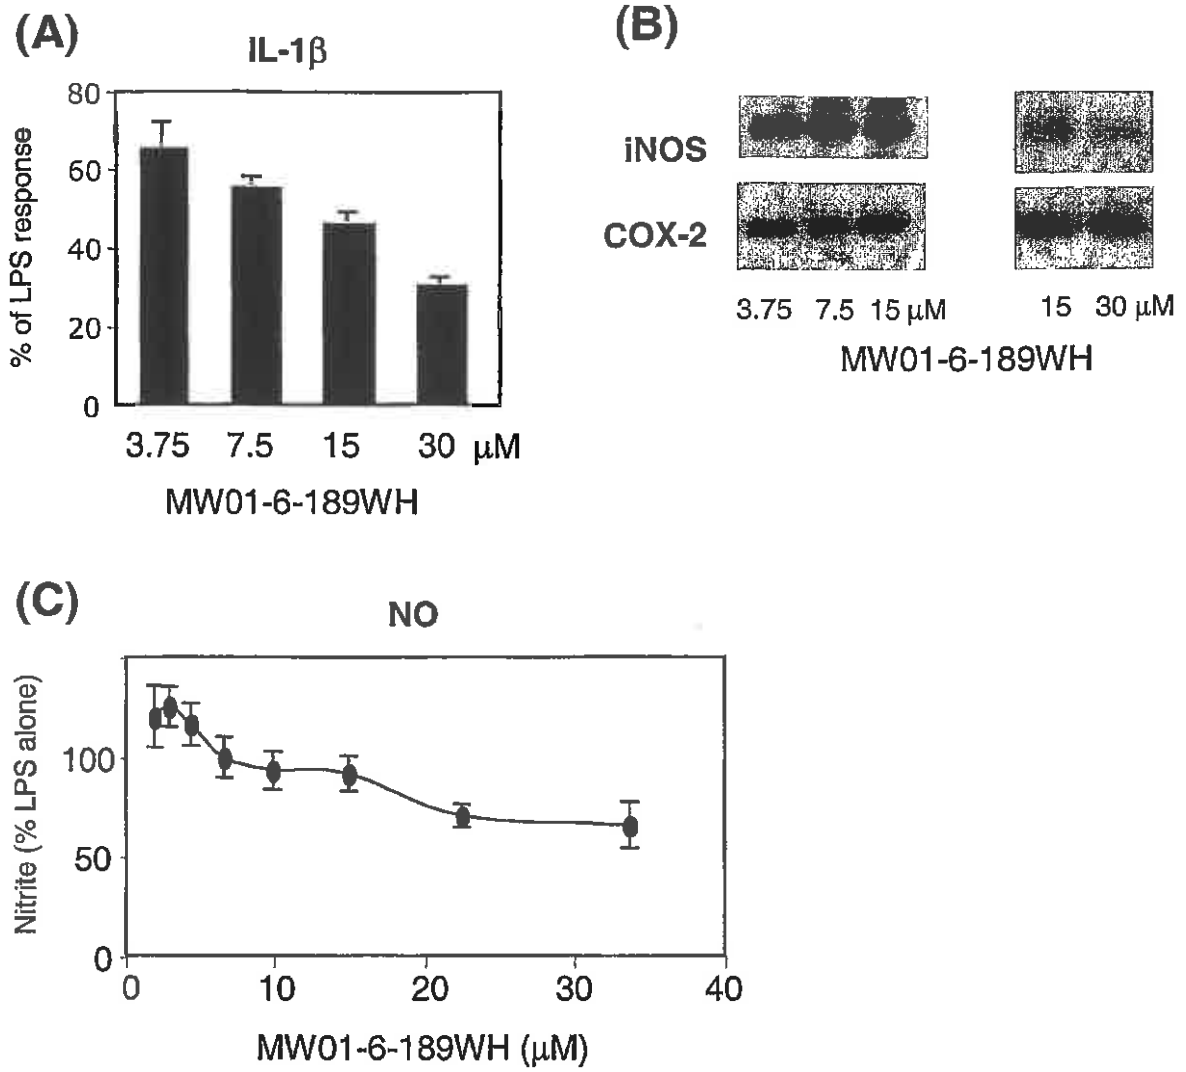 (A)
IL-1β
% of LPS response
80
60
40
20
0
3.75 7.5 15 30 μM
MW01-6-189WH
(B)
iNOS
COX-2
3.75 7.5 15 μM 15 30 μM
MW01-6-189WH
(C)
NO
Nitrite (% LPS alone)
100
50
0
0 10 20 30 40
MW01-6-189WH (μM)